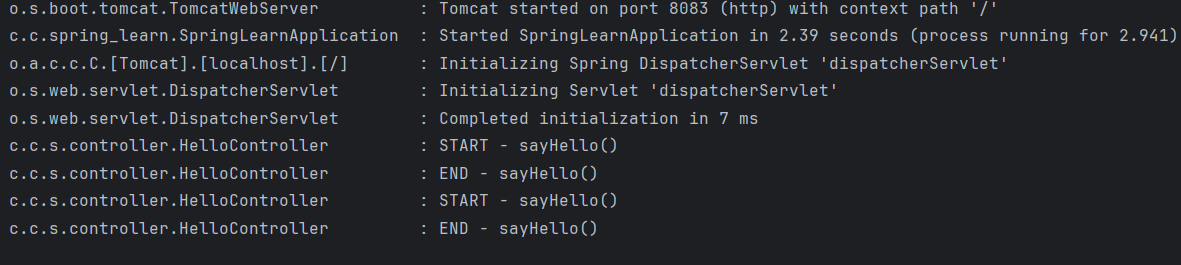 o.s.boot.tomcat.TomcatWebServer : Tomcat started on port 8083 (http) with context path '/'
c.c.spring_learn.SpringLearnApplication : Started SpringLearnApplication in 2.39 seconds (process running for 2.941)
o.a.c.c.C.[Tomcat].[localhost].[/] : Initializing Spring DispatcherServlet 'dispatcherServlet'
o.s.web.servlet.DispatcherServlet : Initializing Servlet 'dispatcherServlet'
o.s.web.servlet.DispatcherServlet : Completed initialization in 7 ms
c.c.s.controller.HelloController : START - sayHello()
c.c.s.controller.HelloController : END - sayHello()
c.c.s.controller.HelloController : START - sayHello()
c.c.s.controller.HelloController : END - sayHello()